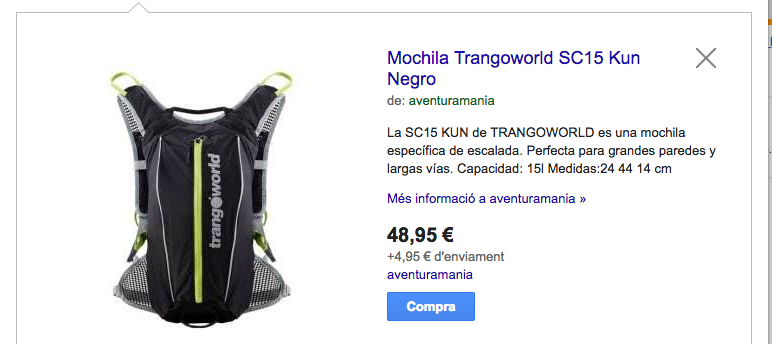 Mochila Trangoworld SC15 Kun
Negro
de: aventuramania
La SC15 KUN de TRANGOWORLD es una mochila
específica de escalada. Perfecta para grandes paredes y
largas vías. Capacidad: 15l Medidas:24 44 14 cm
Més informació a aventuramania »
48,95 €
+4,95 € d'enviament
aventuramania
Compra
trangoworld